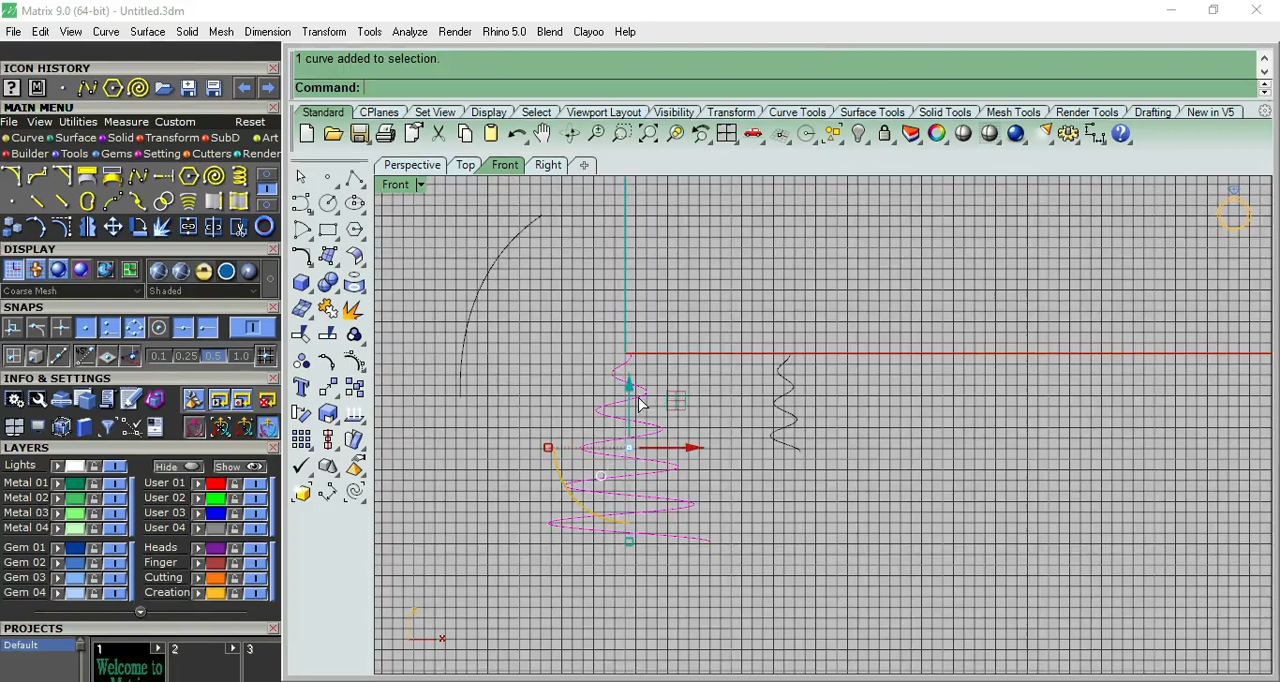 Matrix 9.0 (64-bit) - Untitled.3dm
File Edit View Curve Surface Solid Mesh Dimension Transform Tools Analyze Render Rhino 5.0 Blend Clayoo Help
ICON HISTORY
1 curve added to selection.
Command:
MAIN MENU
File View Utilities Measure Custom Reset
Curve Surface Solid Transform SubD Art
Builder Tools Gems Setting Cutters Render
Standard CPlanes Set View Display Select Viewport Layout Visibility Transform Curve Tools Surface Tools Solid Tools Mesh Tools Render Tools Drafting New in V5
Perspective Top Front Right
Front
DISPLAY
Coarse Mesh Shaded
SNAPS
0.1 0.25 0.5 1.0
INFO & SETTINGS
LAYERS
Lights Hide Show
Metal 01 User 01
Metal 02 User 02
Metal 03 User 03
Metal 04 User 04
Gem 01 Heads
Gem 02 Finger
Gem 03 Cutting
Gem 04 Creation
PROJECTS
Default 1 2 3
Welcome to
x